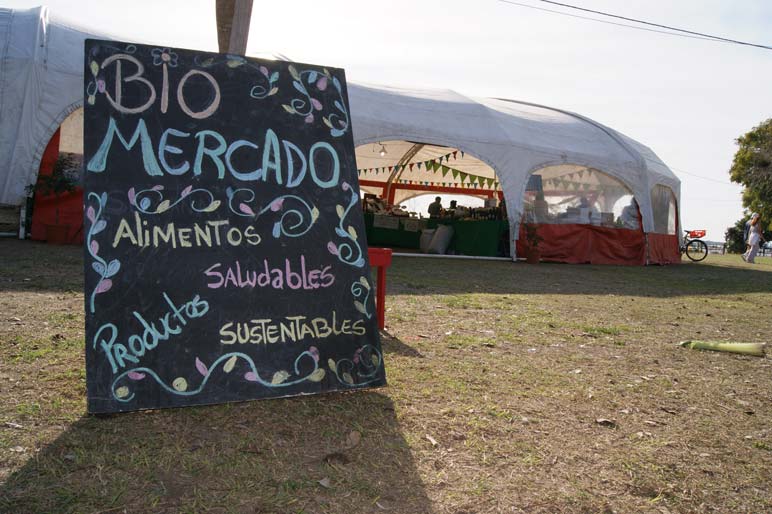 BIO
MERCADO
ALIMENTOS
SALUDABLES
PRODUCTOS
SUSTENTABLES